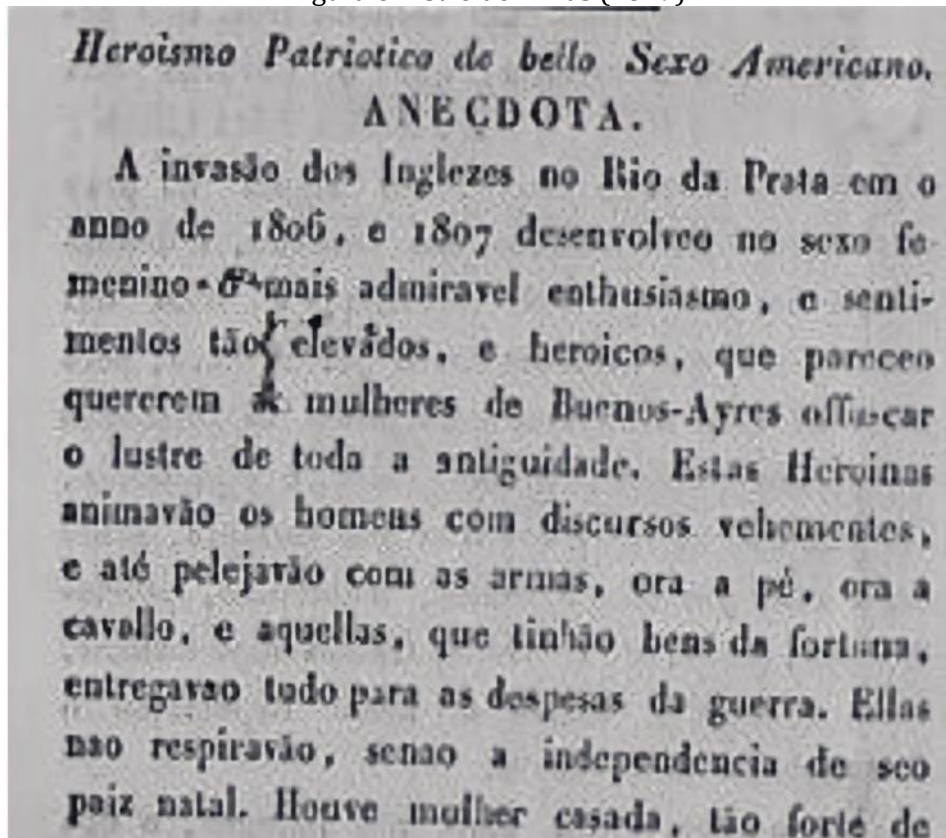 Heroismo Patriotico do bello Sexo Americano.
ANECDOTA.
A invasão dos Inglezes no Rio da Prata em o
anno de 1806, e 1807 desenvolveo no sexo fe-
menino mais admiravel enthusiasmo, e senti-
mentos tão elevados, e heroicos, que pareceo
quererem mulheres de Buenos-Ayres offuscar
o lustre de toda a antiguidade. Estas Heroinas
animavão os homens com discursos vehementes,
e até pelejavão com as armas, ora a pé, ora a
cavallo, e aquellas, que tinhão bens da fortuna,
entregavao tudo para as despesas da guerra. Ellas
nao respiravão, senao a independencia de seo
paiz natal. Houve mulher casada, tão forte de